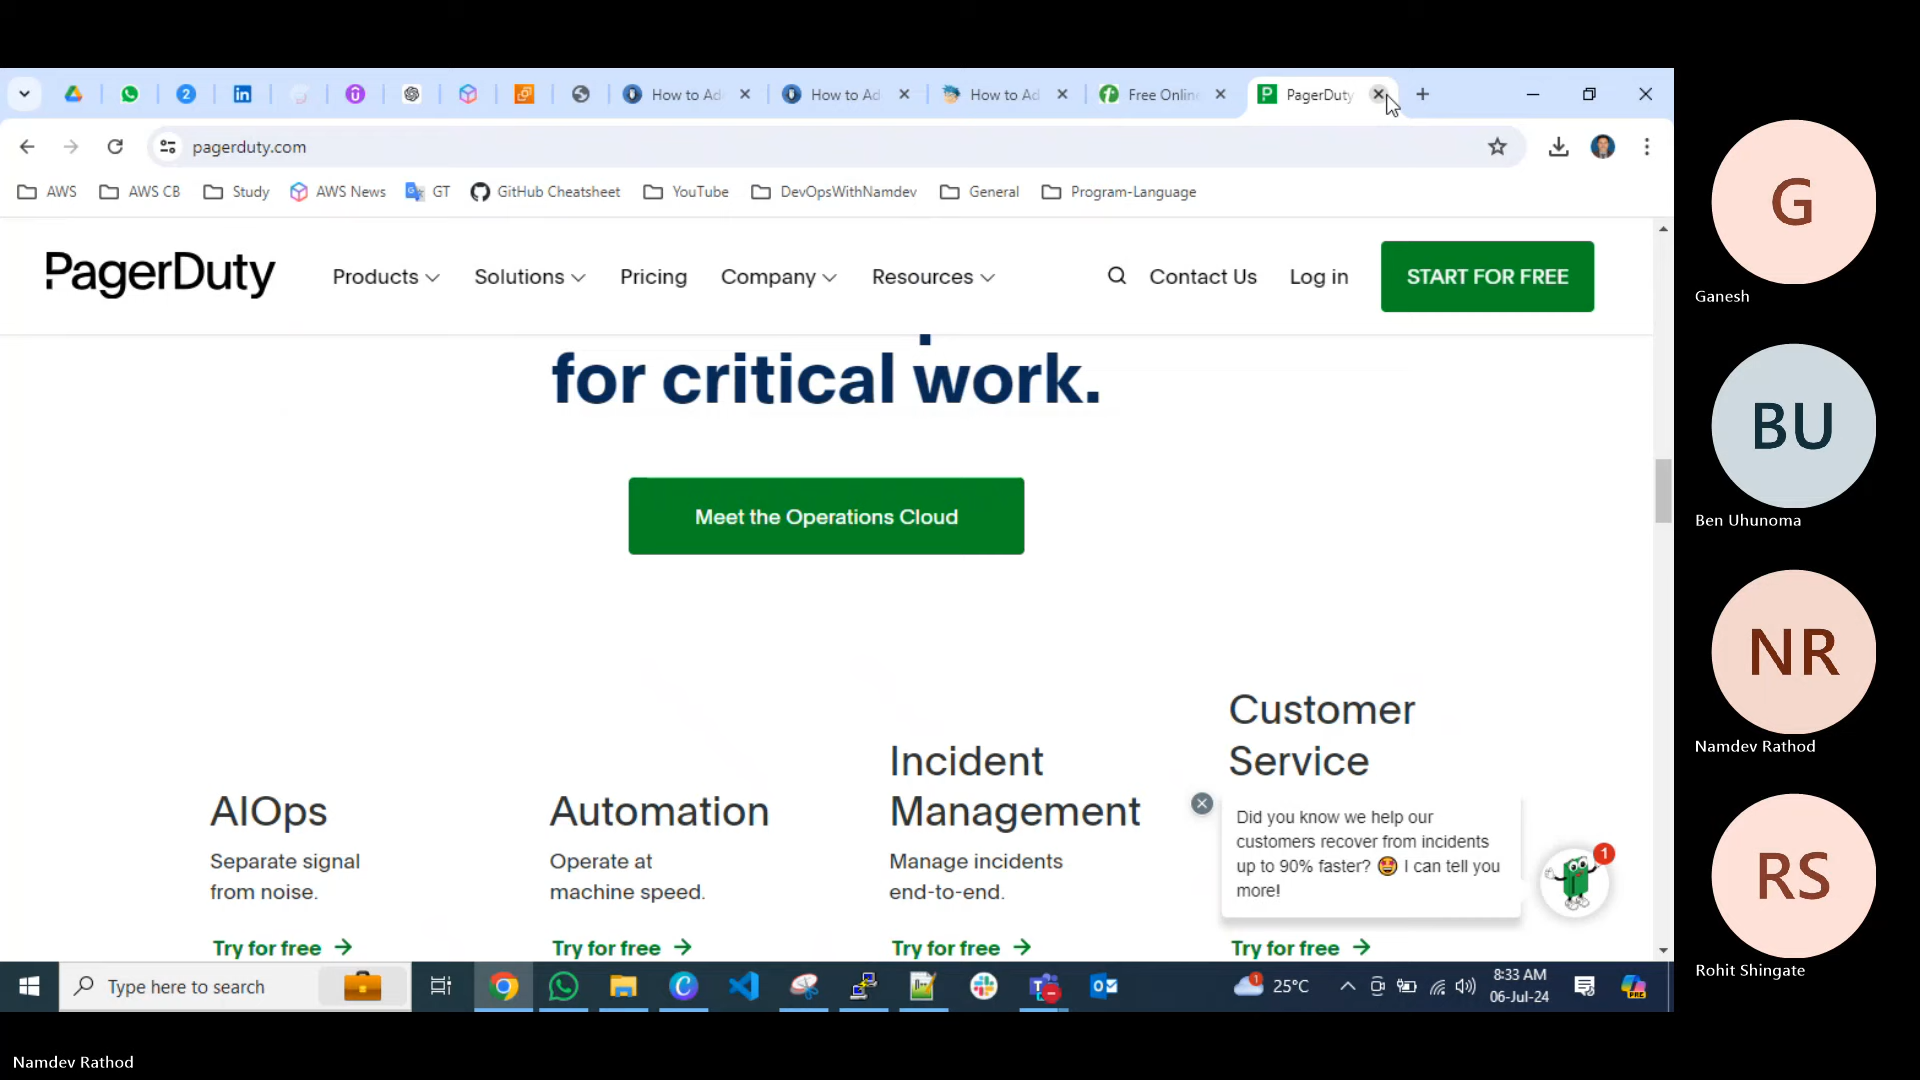 2
How to Ad
How to Ad
How to Ad
Free Onlin
PagerDuty
pagerduty.com
AWS
AWS CB
Study
AWS News
GT
GitHub Cheatsheet
YouTube
DevOpsWithNamdev
General
Program-Language
PagerDuty
Products
Solutions
Pricing
Company
Resources
Contact Us
Log in
START FOR FREE
for critical work.
Meet the Operations Cloud
AIOps
Separate signal
from noise.
Try for free
Automation
Operate at
machine speed.
Try for free
Incident
Management
Manage incidents
end-to-end.
Try for free
Customer
Service
Did you know we help our
customers recover from incidents
up to 90% faster? 🤩 I can tell you
more!
1
Try for free
Type here to search
1
25°C
8:33 AM
06-Jul-24
G
Ganesh
BU
Ben Uhunoma
NR
Namdev Rathod
RS
Rohit Shingate
Namdev Rathod